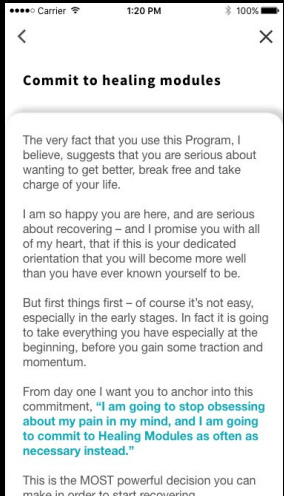 Carrier 1:20 PM 100%
Commit to healing modules
The very fact that you use this Program, I
believe, suggests that you are serious about
wanting to get better, break free and take
charge of your life.
I am so happy you are here, and are serious
about recovering – and I promise you with all
of my heart, that if this is your dedicated
orientation that you will become more well
than you have ever known yourself to be.
But first things first – of course it's not easy,
especially in the early stages. In fact it is going
to take everything you have especially at the
beginning, before you gain some traction and
momentum.
From day one I want you to anchor into this
commitment, “I am going to stop obsessing
about my pain in my mind, and I am going
to commit to Healing Modules as often as
necessary instead.”
This is the MOST powerful decision you can
make in order to start recovering